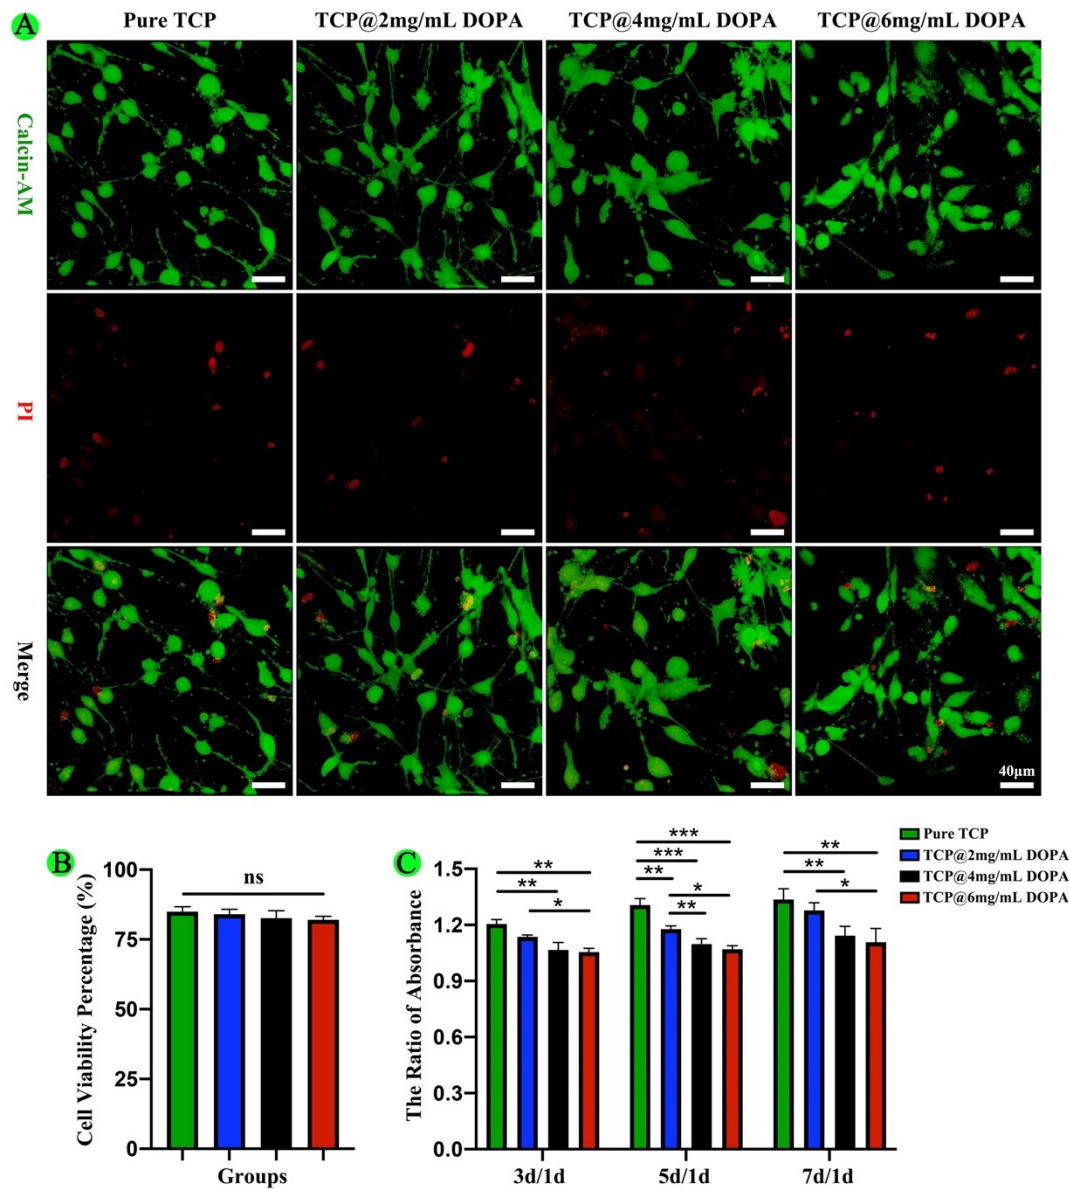 A
Pure TCP
TCP@2mg/mL DOPA
TCP@4mg/mL DOPA
TCP@6mg/mL DOPA
Calcin-AM
PI
Merge
40μm
B
Cell Viability Percentage (%)
100
75
50
25
0
ns
Groups
C
The Ratio of Absorbance
1.5
1.2
0.9
0.6
0.3
0.0
**
**
*
***
***
**
*
**
**
**
*
3d/1d
5d/1d
7d/1d
Pure TCP
TCP@2mg/mL DOPA
TCP@4mg/mL DOPA
TCP@6mg/mL DOPA